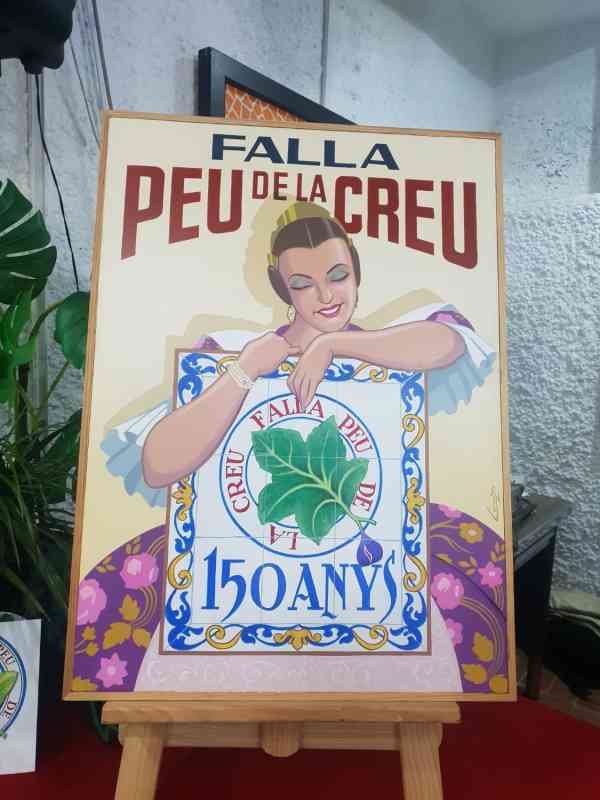 FALLA
PEU DE LA CREU
FALLA PEU DE LA CREU
150 ANYS